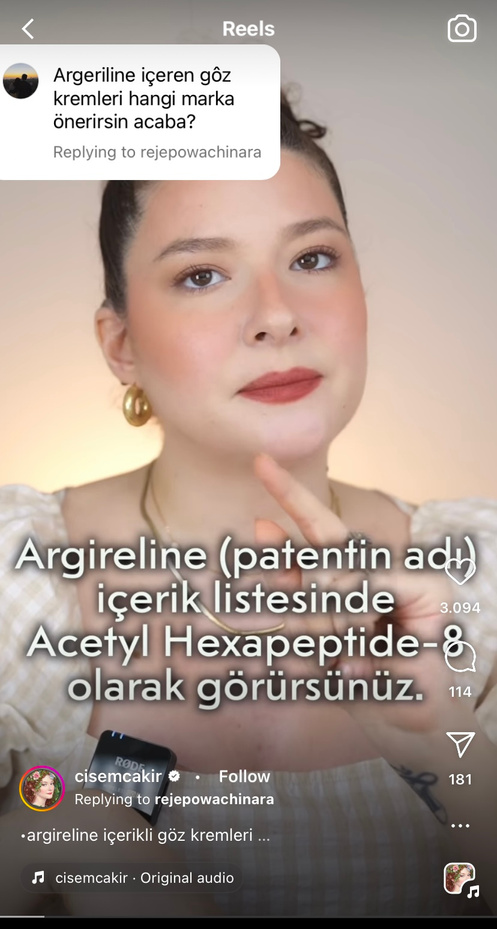 Reels
Argeriline içeren gôz
kremleri hangi marka
önerirsin acaba?
Replying to rejepowachinara
Argireline (patentin adı)
içerik listesinde
Acetyl Hexapeptide-8
olarak görürsünüz.
3.094
114
181
RØDE
cisemcakir • Follow
Replying to rejepowachinara
•argireline içerikli göz kremleri ...
cisemcakir · Original audio